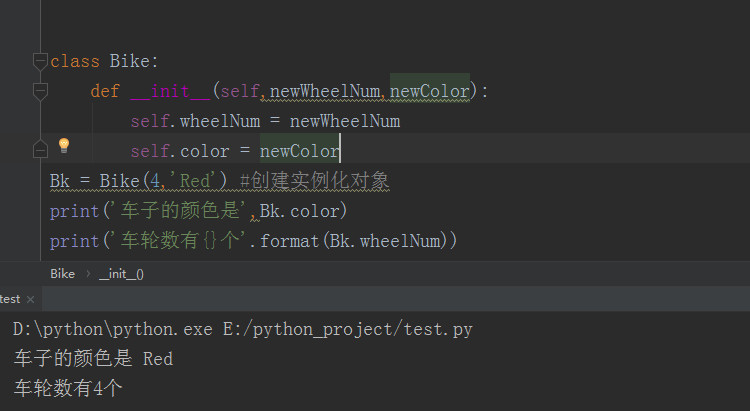 class Bike:
    def __init__(self,newWheelNum,newColor):
        self.wheelNum = newWheelNum
        self.color = newColor
Bk = Bike(4,'Red') #创建实例化对象
print('车子的颜色是',Bk.color)
print('车轮数有{}个'.format(Bk.wheelNum))
Bike › __init__()
test ×
D:\python\python.exe E:/python_project/test.py
车子的颜色是 Red
车轮数有4个